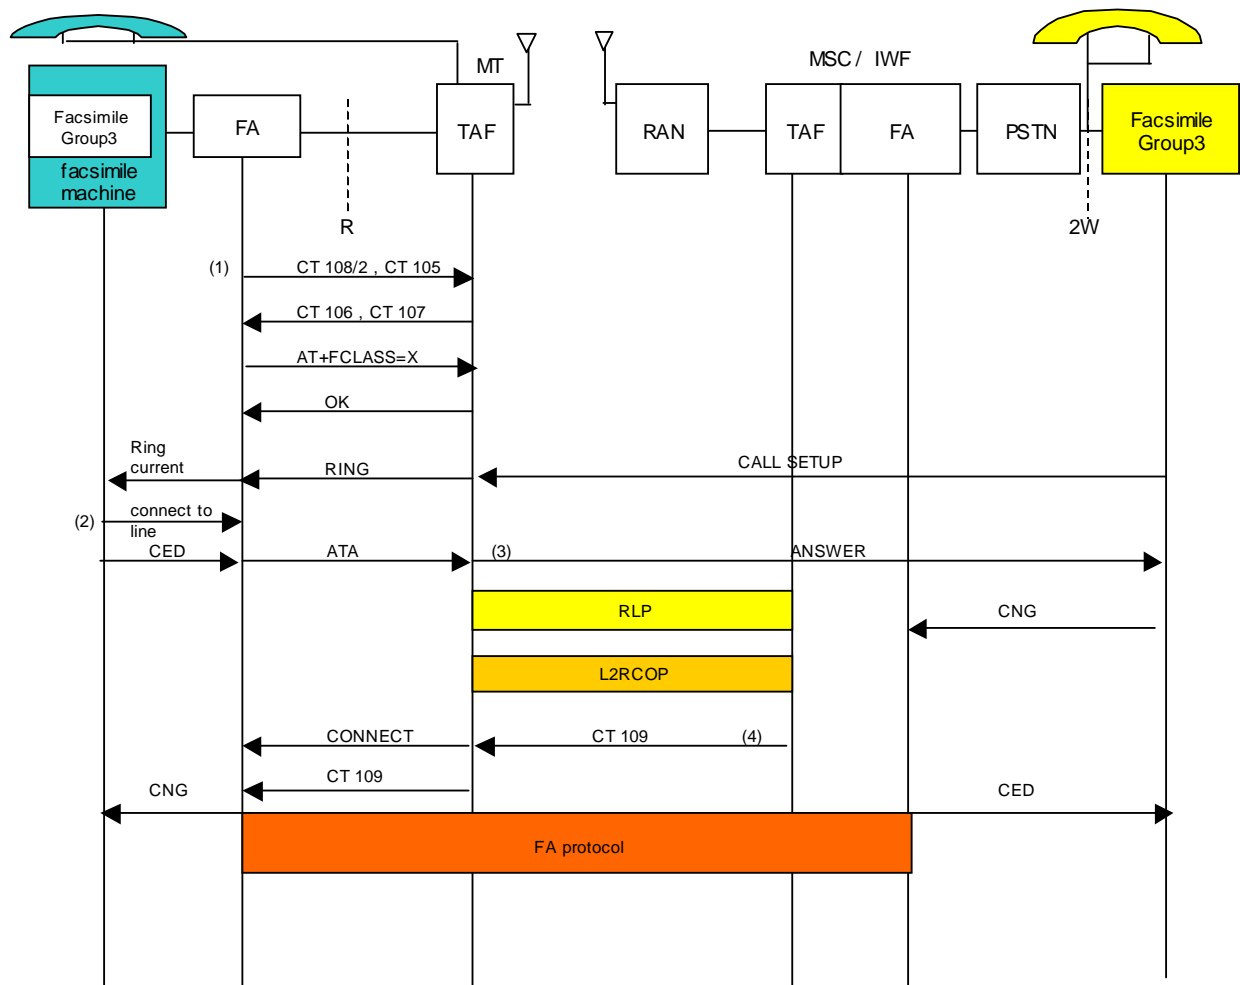 MT
MSC / IWF
Facsimile
Group3
facsimile
machine
FA
TAF
RAN
TAF
FA
PSTN
Facsimile
Group3
R
2W
(1)
CT 108/2 , CT 105
CT 106 , CT 107
AT+FCLASS=X
OK
Ring
current
RING
CALL SETUP
(2)
connect to
line
CED
ATA
(3)
ANSWER
RLP
CNG
L2RCOP
CONNECT
CT 109
(4)
CT 109
CNG
CED
FA protocol